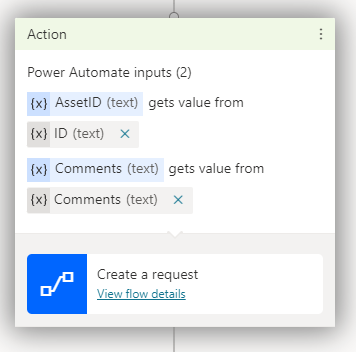 Action
Power Automate inputs (2)
{x} AssetID (text) gets value from
{x} ID (text) ×
{x} Comments (text) gets value from
{x} Comments (text) ×
Create a request
View flow details